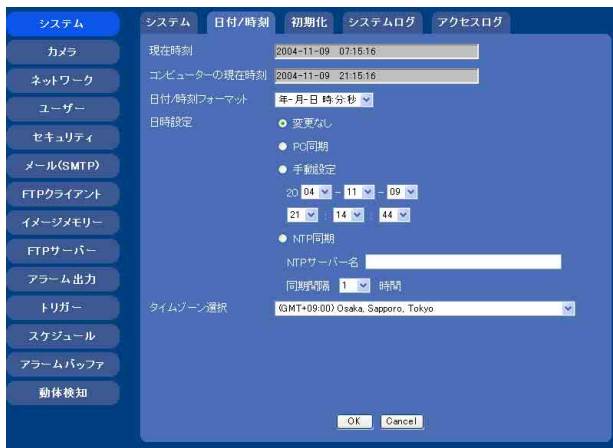 システム
カメラ
ネットワーク
ユーザー
セキュリティ
メール(SMTP)
FTPクライアント
イメージメモリー
FTPサーバー
アラーム出力
トリガー
スケジュール
アラームバッファ
動体検知
システム 日付/時刻 初期化 システムログ アクセスログ
現在時刻 2004-11-09 07:15:16
コンピューターの現在時刻 2004-11-09 21:15:16
日付/時刻フォーマット 年-月-日 時:分:秒
日時設定 変更なし
PC同期
手動設定
20 04 - 11 - 09
21 : 14 : 44
NTP同期
NTPサーバー名
同期間隔 1 時間
タイムゾーン選択 (GMT+09:00) Osaka, Sapporo, Tokyo
OK Cancel